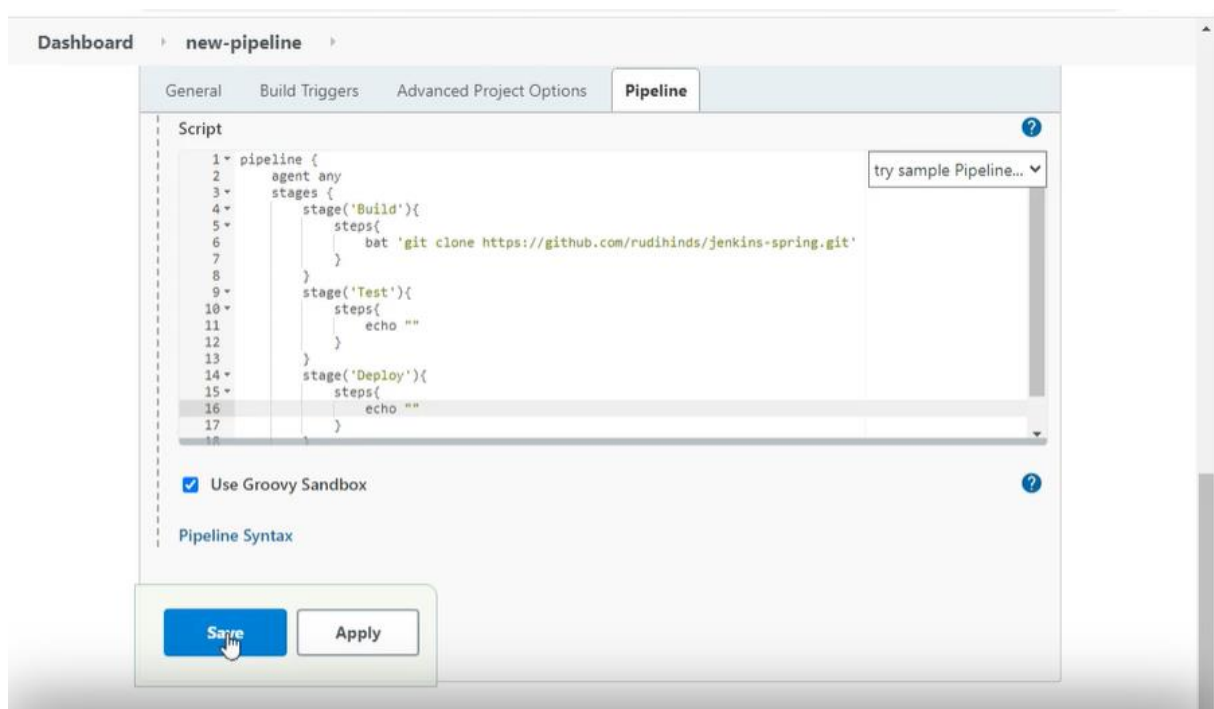 Dashboard new-pipeline
General Build Triggers Advanced Project Options Pipeline
Script
try sample Pipeline...
1 pipeline {
2 agent any
3 stages {
4 stage('Build'){
5 steps{
6 bat 'git clone https://github.com/rudihinds/jenkins-spring.git'
7 }
8 }
9 stage('Test'){
10 steps{
11 echo ""
12 }
13 }
14 stage('Deploy'){
15 steps{
16 echo ""
17 }
18 }
Use Groovy Sandbox
Pipeline Syntax
Save Apply